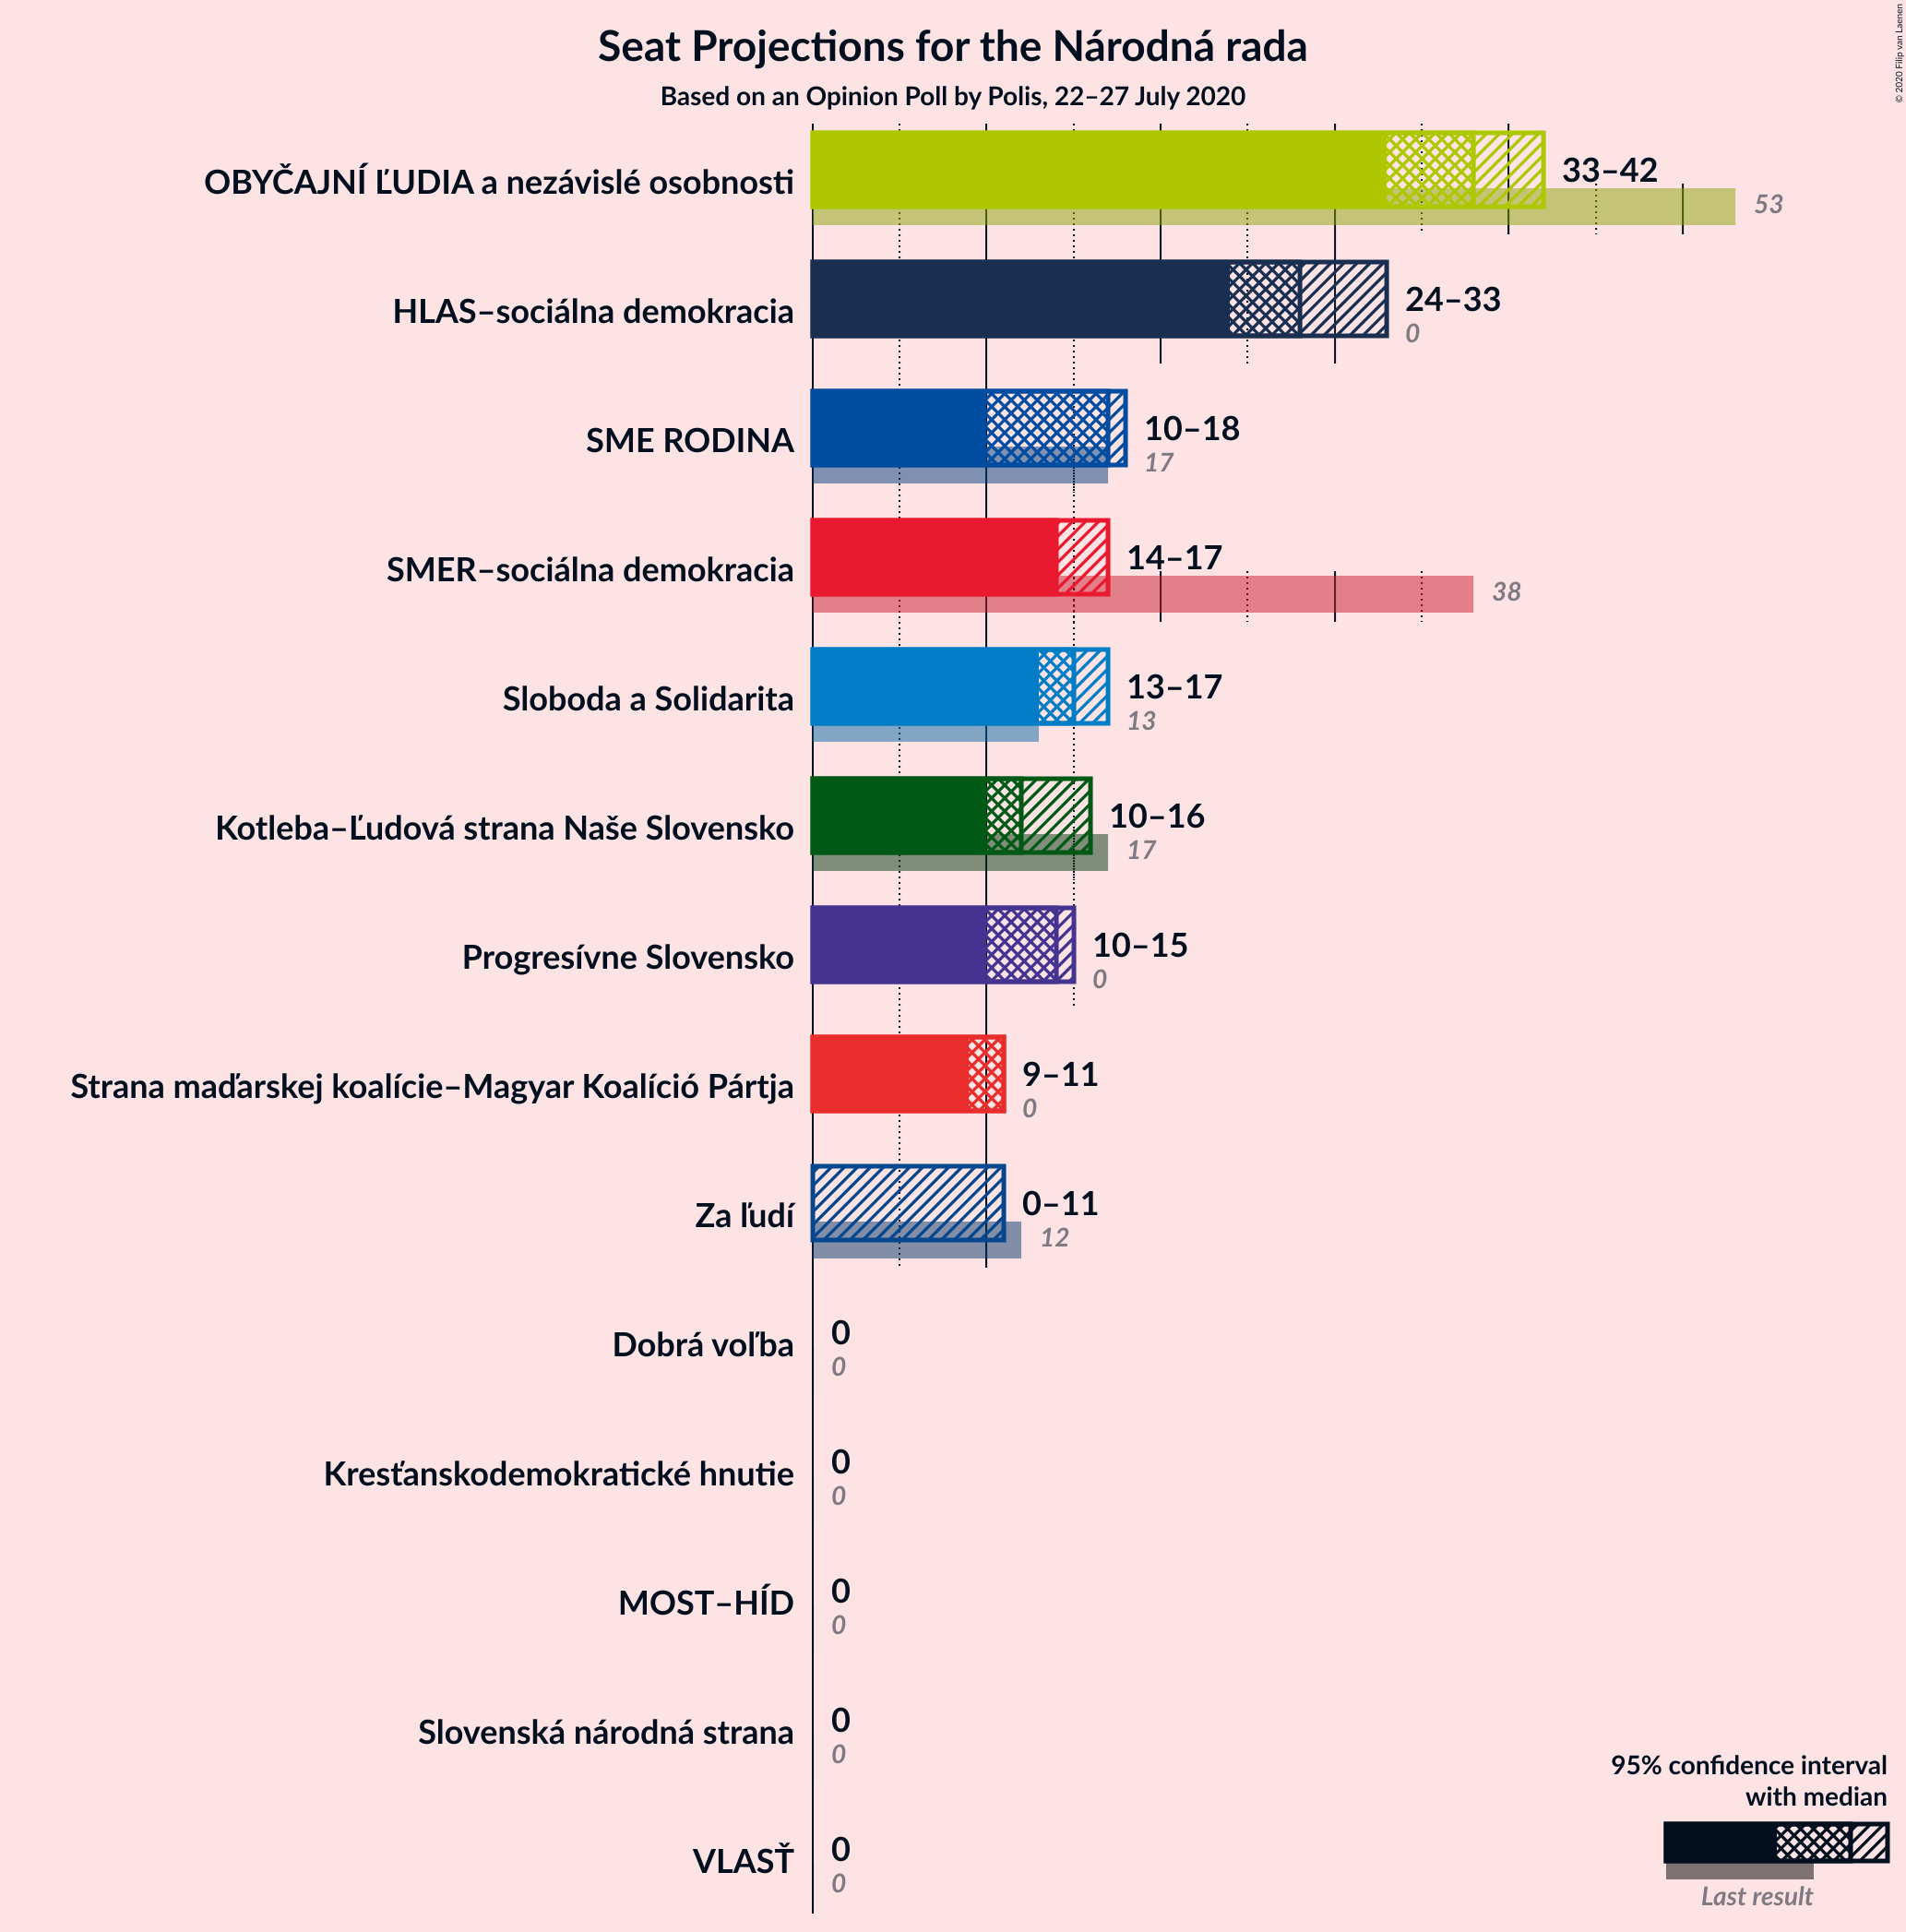 Seat Projections for the Národná rada
Based on an Opinion Poll by Polis, 22–27 July 2020
© 2020 Filip van Laenen
OBYČAJNÍ ĽUDIA a nezávislé osobnosti
33–42
53
HLAS–sociálna demokracia
24–33
0
SME RODINA
10–18
17
SMER–sociálna demokracia
14–17
38
Sloboda a Solidarita
13–17
13
Kotleba–Ľudová strana Naše Slovensko
10–16
17
Progresívne Slovensko
10–15
0
Strana maďarskej koalície–Magyar Koalíció Pártja
9–11
0
Za ľudí
0–11
12
Dobrá voľba
0
0
Kresťanskodemokratické hnutie
0
0
MOST–HÍD
0
0
Slovenská národná strana
0
0
VLASŤ
0
0
95% confidence interval
with median
Last result